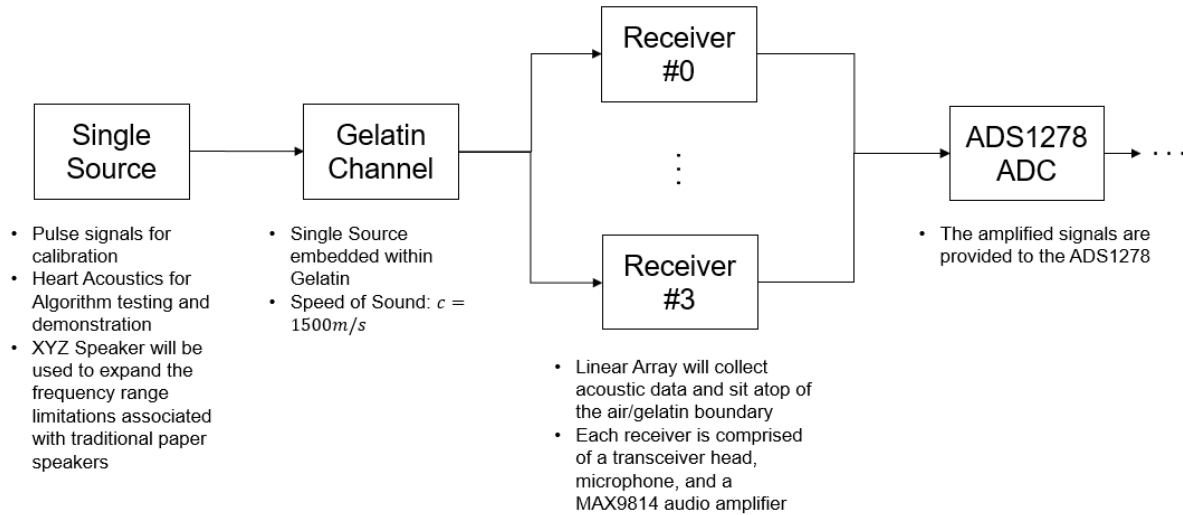 Single
Source
Gelatin
Channel
Receiver
#0
⋮
Receiver
#3
ADS1278
ADC
. . .
• Pulse signals for
calibration
• Heart Acoustics for
Algorithm testing and
demonstration
• XYZ Speaker will be
used to expand the
frequency range
limitations associated
with traditional paper
speakers
• Single Source
embedded within
Gelatin
• Speed of Sound: c =
1500m/s
• Linear Array will collect
acoustic data and sit atop of
the air/gelatin boundary
• Each receiver is comprised
of a transceiver head,
microphone, and a
MAX9814 audio amplifier
• The amplified signals are
provided to the ADS1278